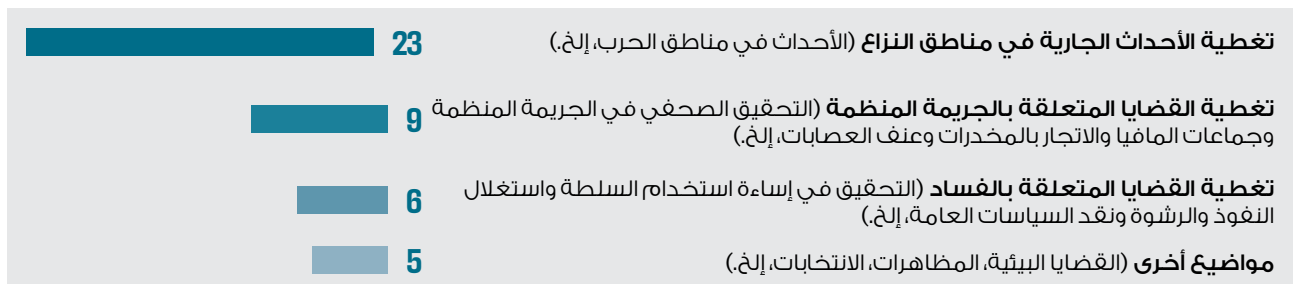 تغطية الأحداث الجارية في مناطق النزاع (الأحداث في مناطق الحرب، إلخ.) 23
تغطية القضايا المتعلقة بالجريمة المنظمة (التحقيق الصحفي في الجريمة المنظمة 9
وجماعات المافيا والاتجار بالمخدرات وعنف العصابات، إلخ.)
تغطية القضايا المتعلقة بالفساد (التحقيق في إساءة استخدام السلطة واستغلال 6
النفوذ والرشوة ونقد السياسات العامة، إلخ.)
مواضيع أخرى (القضايا البيئية، المظاهرات، الانتخابات، إلخ.) 5